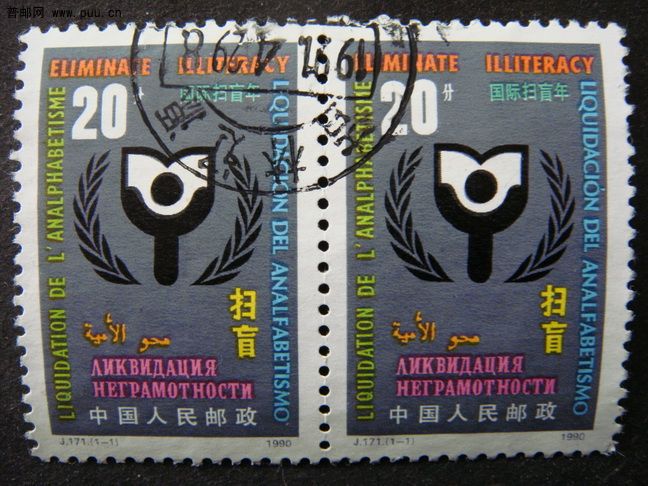 普邮网
www.puu.cn
ELIMINATE ILLITERACY
20分
国际扫盲年
LIQUIDATION DE L'ANALPHABETISME
LIQUIDACIÓN DEL ANALFABETISMO
扫盲
محو الأمية
ЛИКВИДАЦИЯ
НЕГРАМОТНОСТИ
中国人民邮政
J.171.(1-1) 1990
ELIMINATE ILLITERACY
20分
国际扫盲年
LIQUIDATION DE L'ANALPHABETISME
LIQUIDACIÓN DEL ANALFABETISMO
扫盲
محو الأمية
ЛИКВИДАЦИЯ
НЕГРАМОТНОСТИ
中国人民邮政
J.171.(1-1) 1990